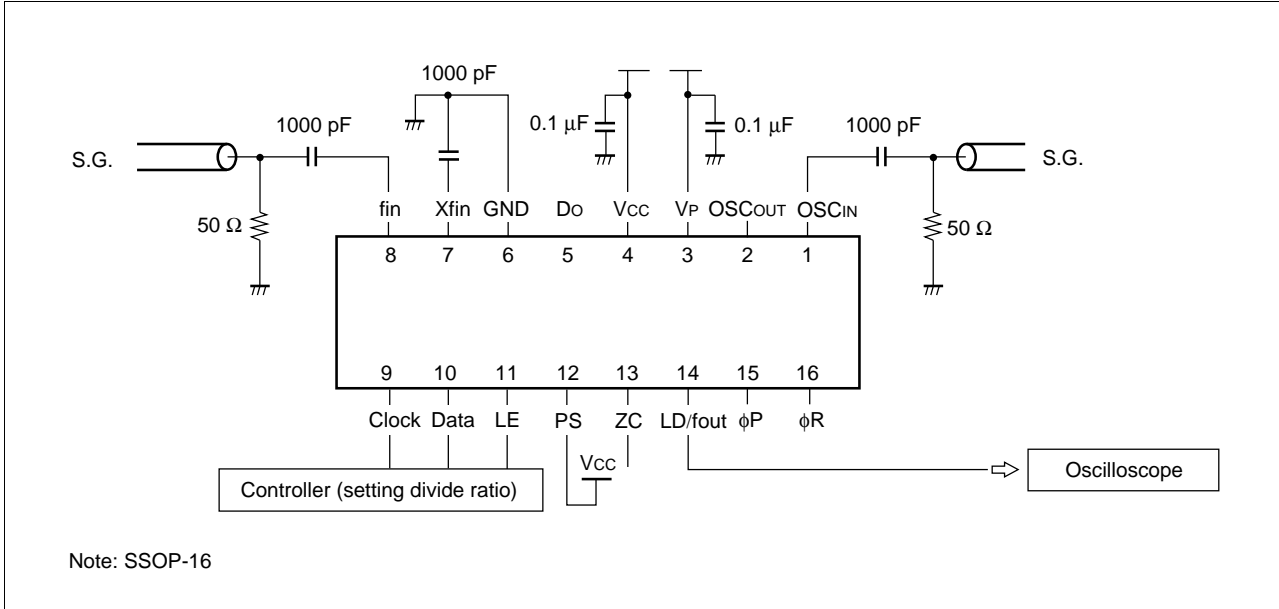 1000 pF
1000 pF
0.1 μF
0.1 μF
1000 pF
S.G.
S.G.
50 Ω
50 Ω
fin Xfin GND DO VCC VP OSCOUT OSCIN
8 7 6 5 4 3 2 1
9 10 11 12 13 14 15 16
Clock Data LE PS ZC LD/fout ϕP ϕR
VCC
Controller (setting divide ratio)
Oscilloscope
Note: SSOP-16